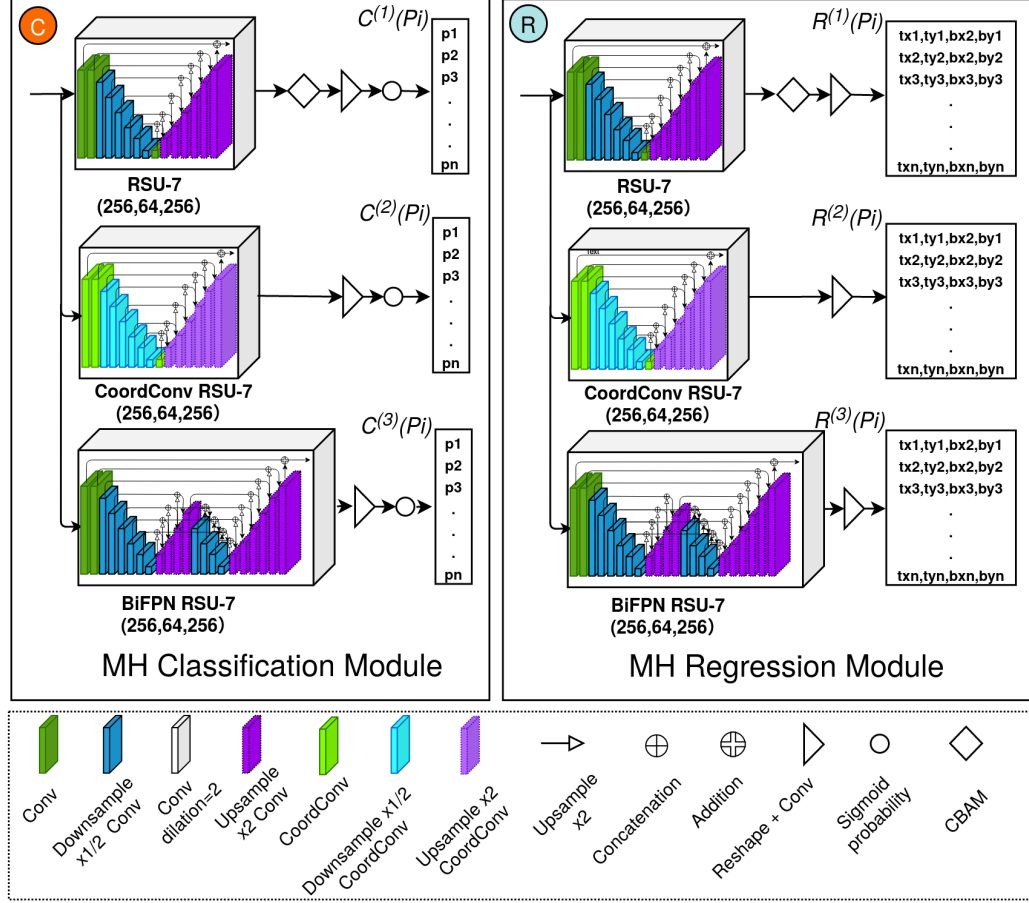 C
C(1)(Pi)
p1
p2
p3
.
.
.
pn
RSU-7
(256,64,256)
C(2)(Pi)
p1
p2
p3
.
.
.
pn
CoordConv RSU-7
(256,64,256)
C(3)(Pi)
p1
p2
p3
.
.
.
pn
BiFPN RSU-7
(256,64,256)
MH Classification Module
R
R(1)(Pi)
tx1,ty1,bx2,by1
tx2,ty2,bx2,by2
tx3,ty3,bx3,by3
.
.
.
txn,tyn,bxn,byn
RSU-7
(256,64,256)
R(2)(Pi)
tx1,ty1,bx2,by1
tx2,ty2,bx2,by2
tx3,ty3,bx3,by3
.
.
.
txn,tyn,bxn,byn
Text
CoordConv RSU-7
(256,64,256)
R(3)(Pi)
tx1,ty1,bx2,by1
tx2,ty2,bx2,by2
tx3,ty3,bx3,by3
.
.
.
txn,tyn,bxn,byn
BiFPN RSU-7
(256,64,256)
MH Regression Module
Conv
Downsample
x1/2 Conv
Conv
dilation=2
Upsample
x2 Conv
CoordConv
Downsample x1/2
CoordConv
Upsample x2
CoordConv
Upsample
x2
Concatenation
Addition
Reshape + Conv
Sigmoid
probability
CBAM